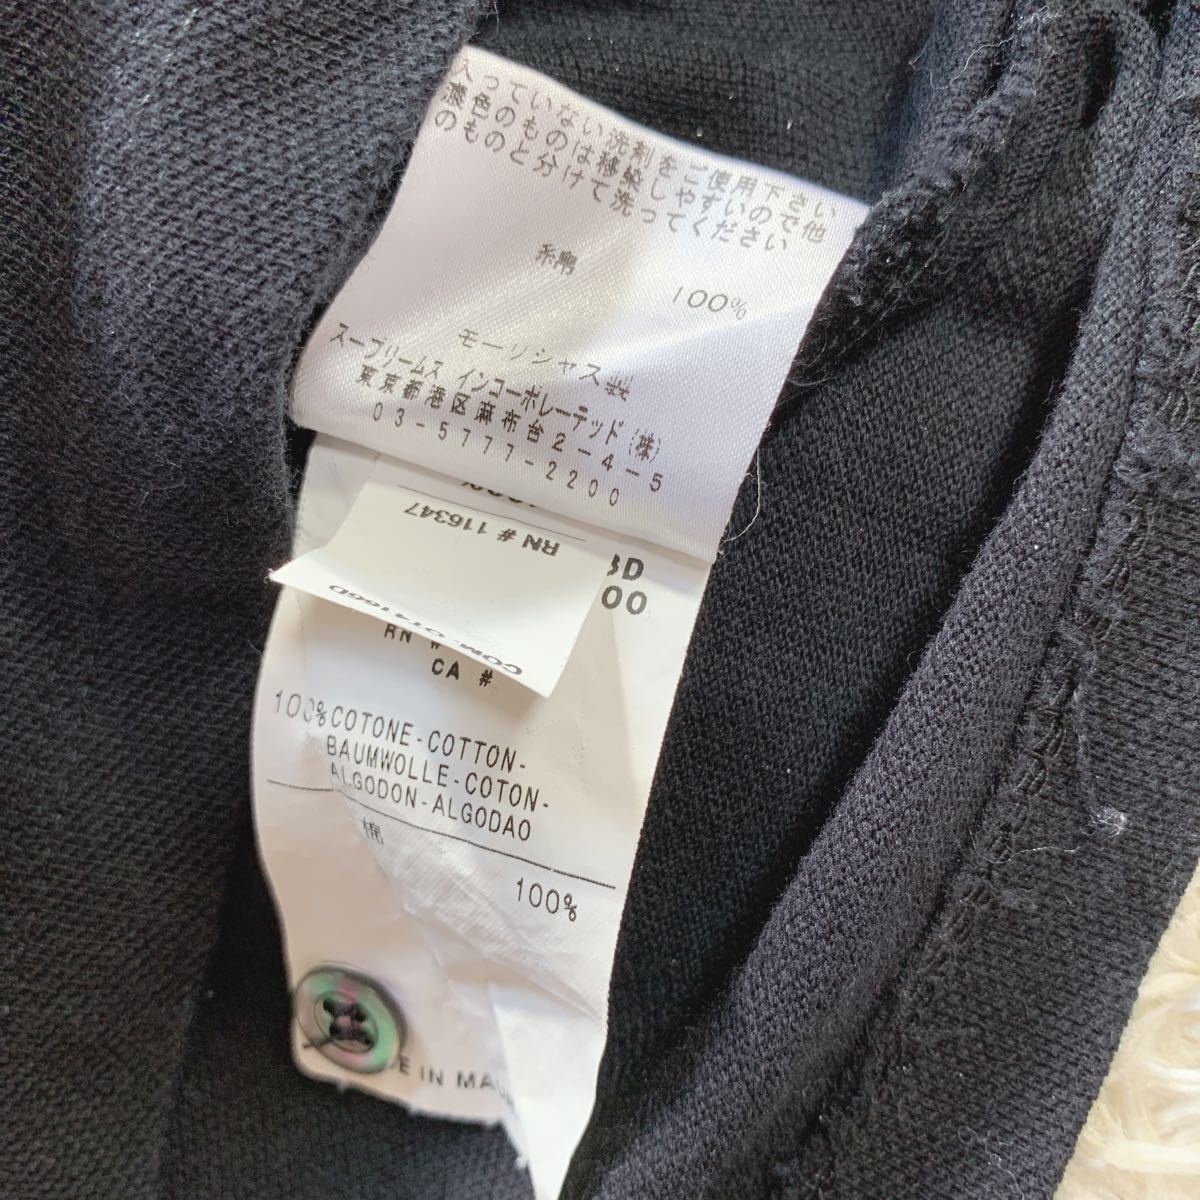 入っていない洗剤をご使用下さい
濃色のものは移染しやすいので他
のものと分けて洗ってください
綿
100%
モーリシャス製
スープリームス インコーポレーテッド(株)
東京都港区麻布台2-4-5
03-5777-2200
RN # 116347
COM-
3D
00
RN #
CA #
100% COTONE-COTTON-
BAUMWOLLE-COTON-
ALGODON-ALGODAO
棉
100%
E IN MAU